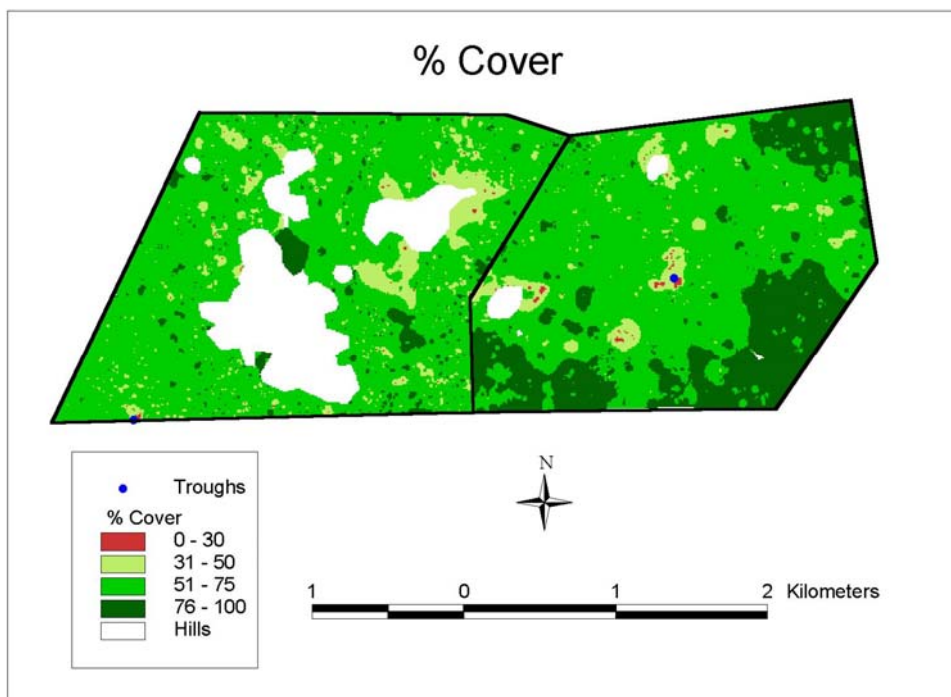 % Cover
Troughs
% Cover
0 - 30
31 - 50
51 - 75
76 - 100
Hills
N
1 0 1 2 Kilometers